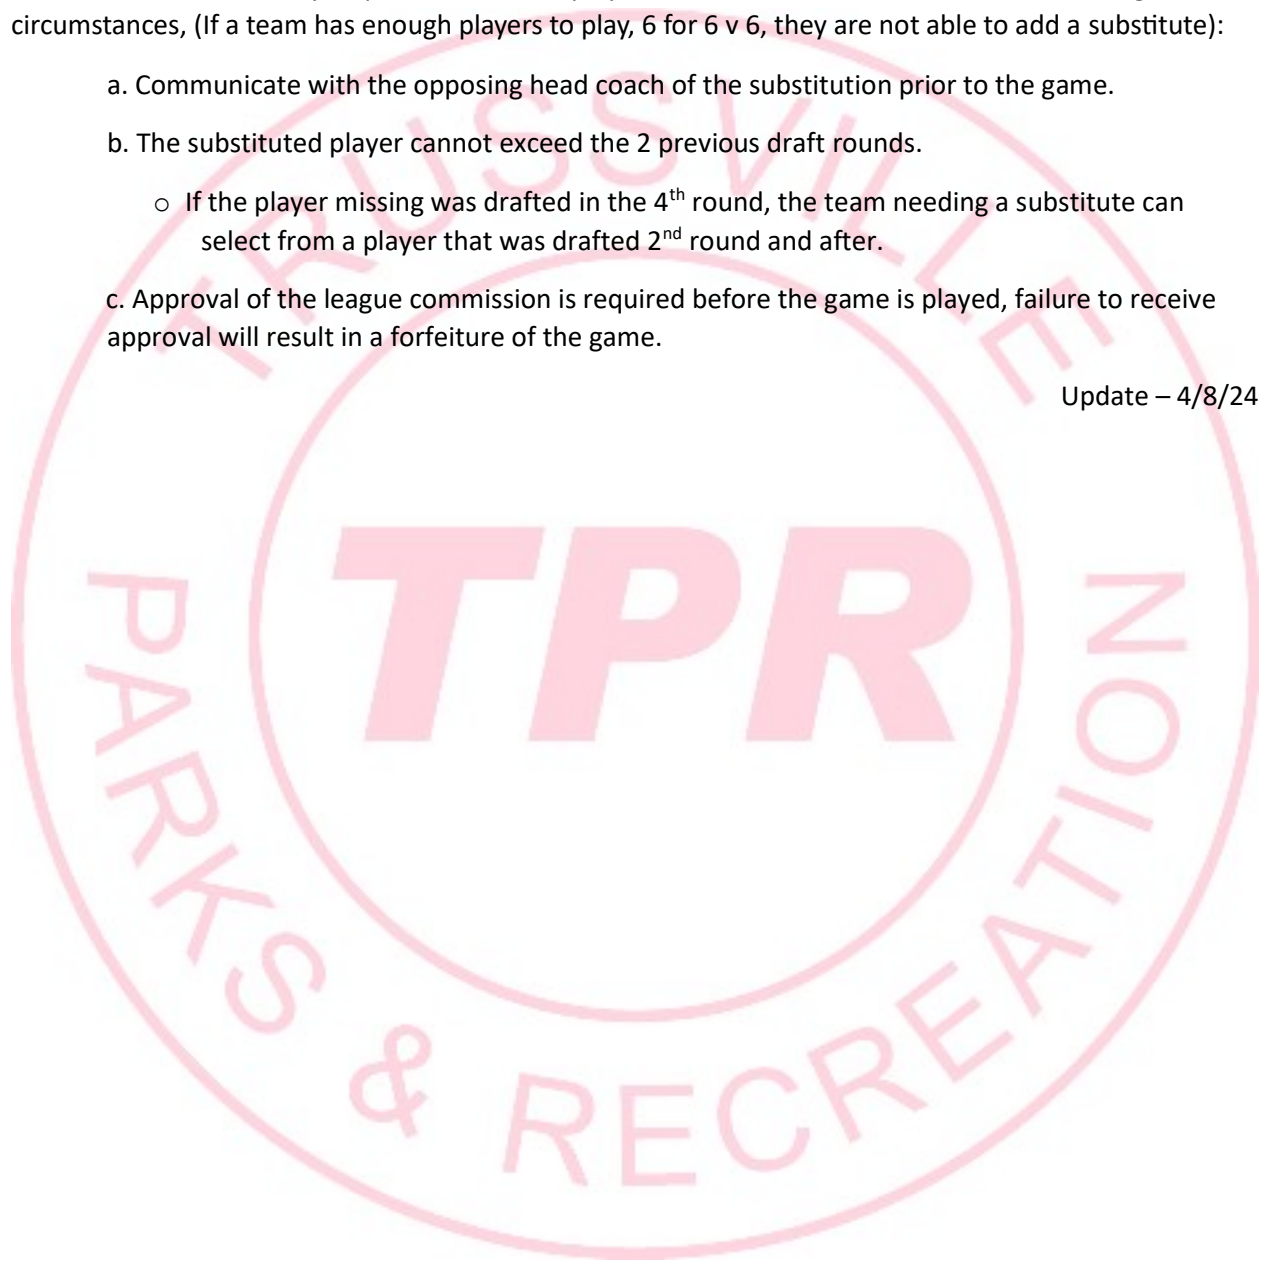 circumstances, (If a team has enough players to play, 6 for 6 v 6, they are not able to add a substitute):
a. Communicate with the opposing head coach of the substitution prior to the game.
b. The substituted player cannot exceed the 2 previous draft rounds.
o If the player missing was drafted in the 4th round, the team needing a substitute can
select from a player that was drafted 2nd round and after.
c. Approval of the league commission is required before the game is played, failure to receive
approval will result in a forfeiture of the game.
Update – 4/8/24
TRUSSVILLE
TPR
PARKS & RECREATION